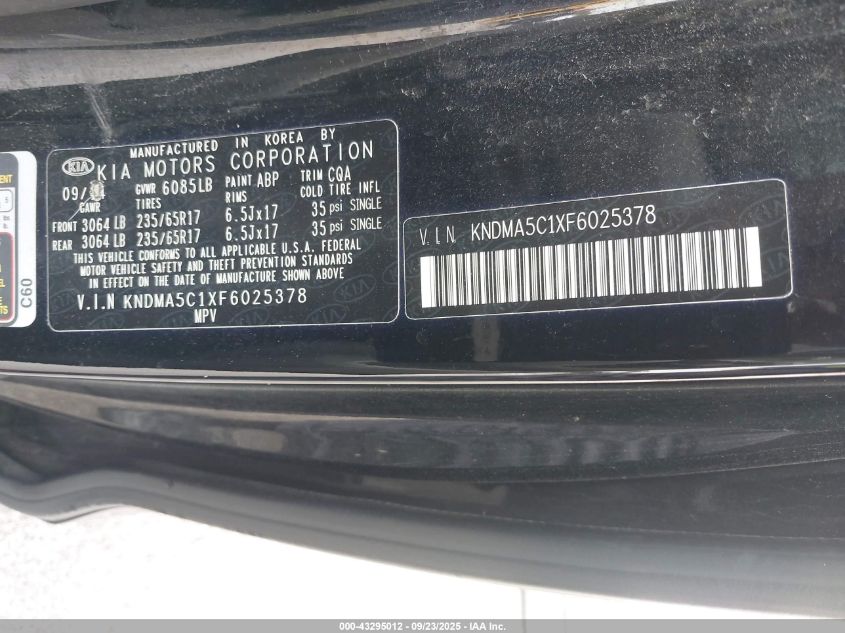 ENT
5
C60
MANUFACTURED IN KOREA BY
KIA KIA MOTORS CORPORATION
09/ GVWR 6085LB PAINT ABP TRIM CQA
GAWR TIRES RIMS COLD TIRE INFL
FRONT 3064 LB 235/65R17 6.5Jx17 35 psi SINGLE
REAR 3064 LB 235/65R17 6.5Jx17 35 psi SINGLE
THIS VEHICLE CONFORMS TO ALL APPLICABLE U.S.A. FEDERAL
MOTOR VEHICLE SAFETY AND THEFT PREVENTION STANDARDS
IN EFFECT ON THE DATE OF MANUFACTURE SHOWN ABOVE
V.I.N KNDMA5C1XF6025378
MPV
V.I.N. KNDMA5C1XF6025378
000-43295012 - 09/23/2025 - IAA Inc.